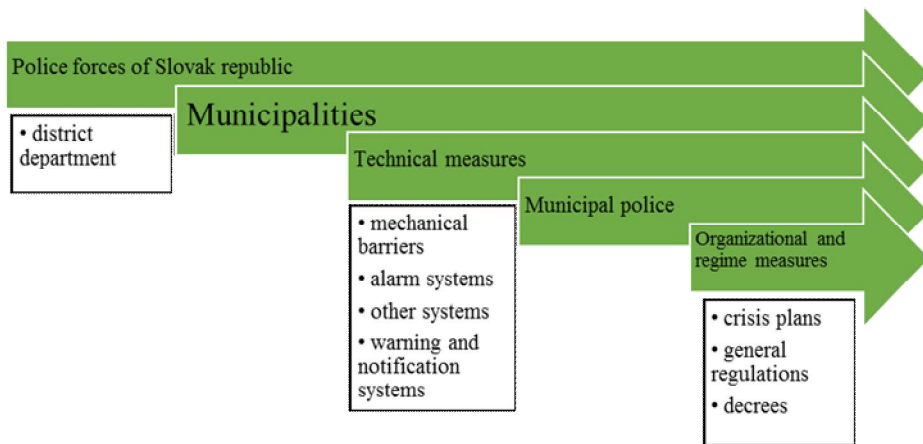 Police forces of Slovak republic
• district
department
Municipalities
Technical measures
• mechanical
barriers
• alarm systems
• other systems
• warning and
notification
systems
Municipal police
Organizational and
regime measures
• crisis plans
• general
regulations
• decrees